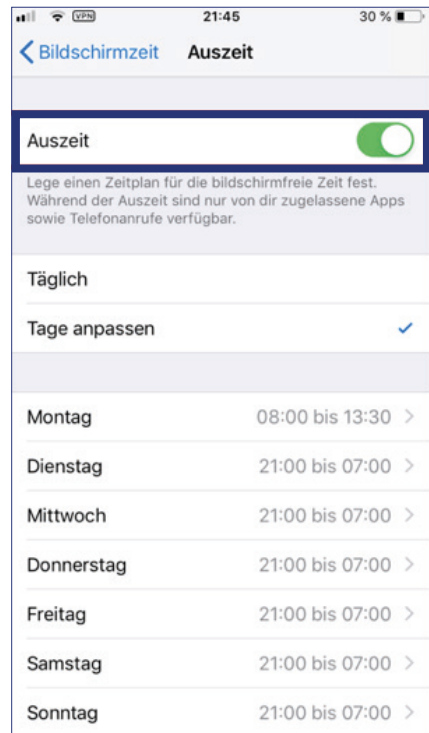 VPN 21:45 30 %
Bildschirmzeit Auszeit
Auszeit
Lege einen Zeitplan für die bildschirmfreie Zeit fest.
Während der Auszeit sind nur von dir zugelassene Apps
sowie Telefonanrufe verfügbar.
Täglich
Tage anpassen
Montag 08:00 bis 13:30
Dienstag 21:00 bis 07:00
Mittwoch 21:00 bis 07:00
Donnerstag 21:00 bis 07:00
Freitag 21:00 bis 07:00
Samstag 21:00 bis 07:00
Sonntag 21:00 bis 07:00